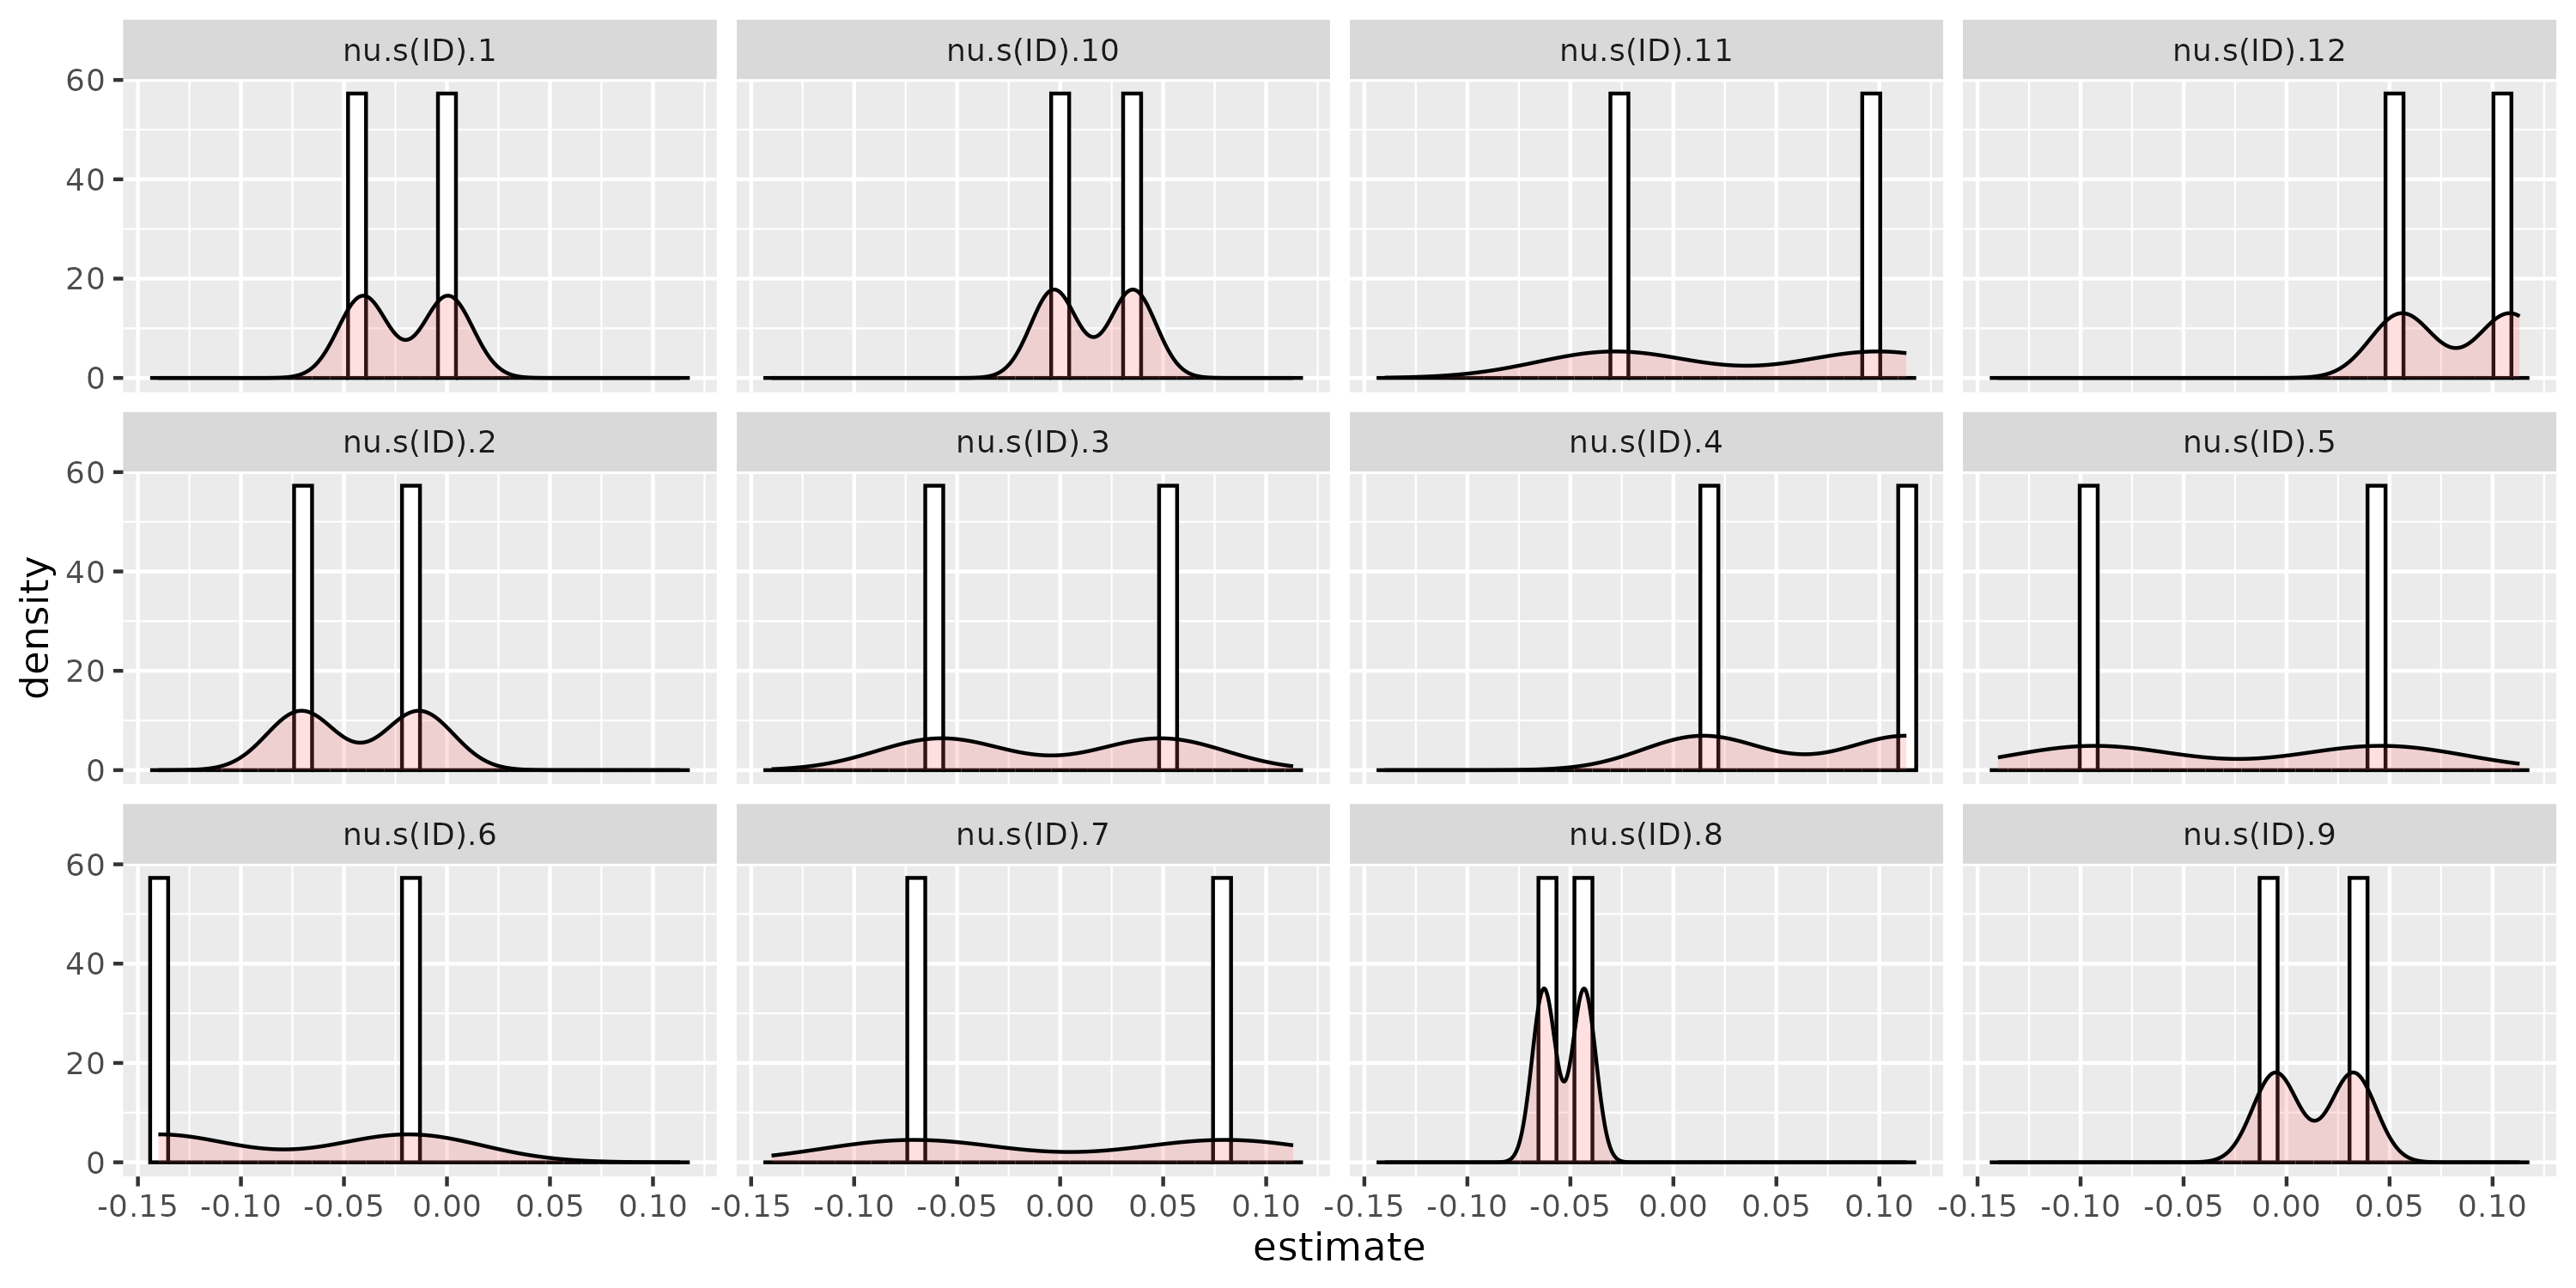 nu.s(ID).1 nu.s(ID).10 nu.s(ID).11 nu.s(ID).12
60
40
20
0
nu.s(ID).2 nu.s(ID).3 nu.s(ID).4 nu.s(ID).5
60
40
20
0
density
nu.s(ID).6 nu.s(ID).7 nu.s(ID).8 nu.s(ID).9
60
40
20
0
-0.15 -0.10 -0.05 0.00 0.05 0.10 -0.15 -0.10 -0.05 0.00 0.05 0.10 -0.15 -0.10 -0.05 0.00 0.05 0.10 -0.15 -0.10 -0.05 0.00 0.05 0.10
estimate